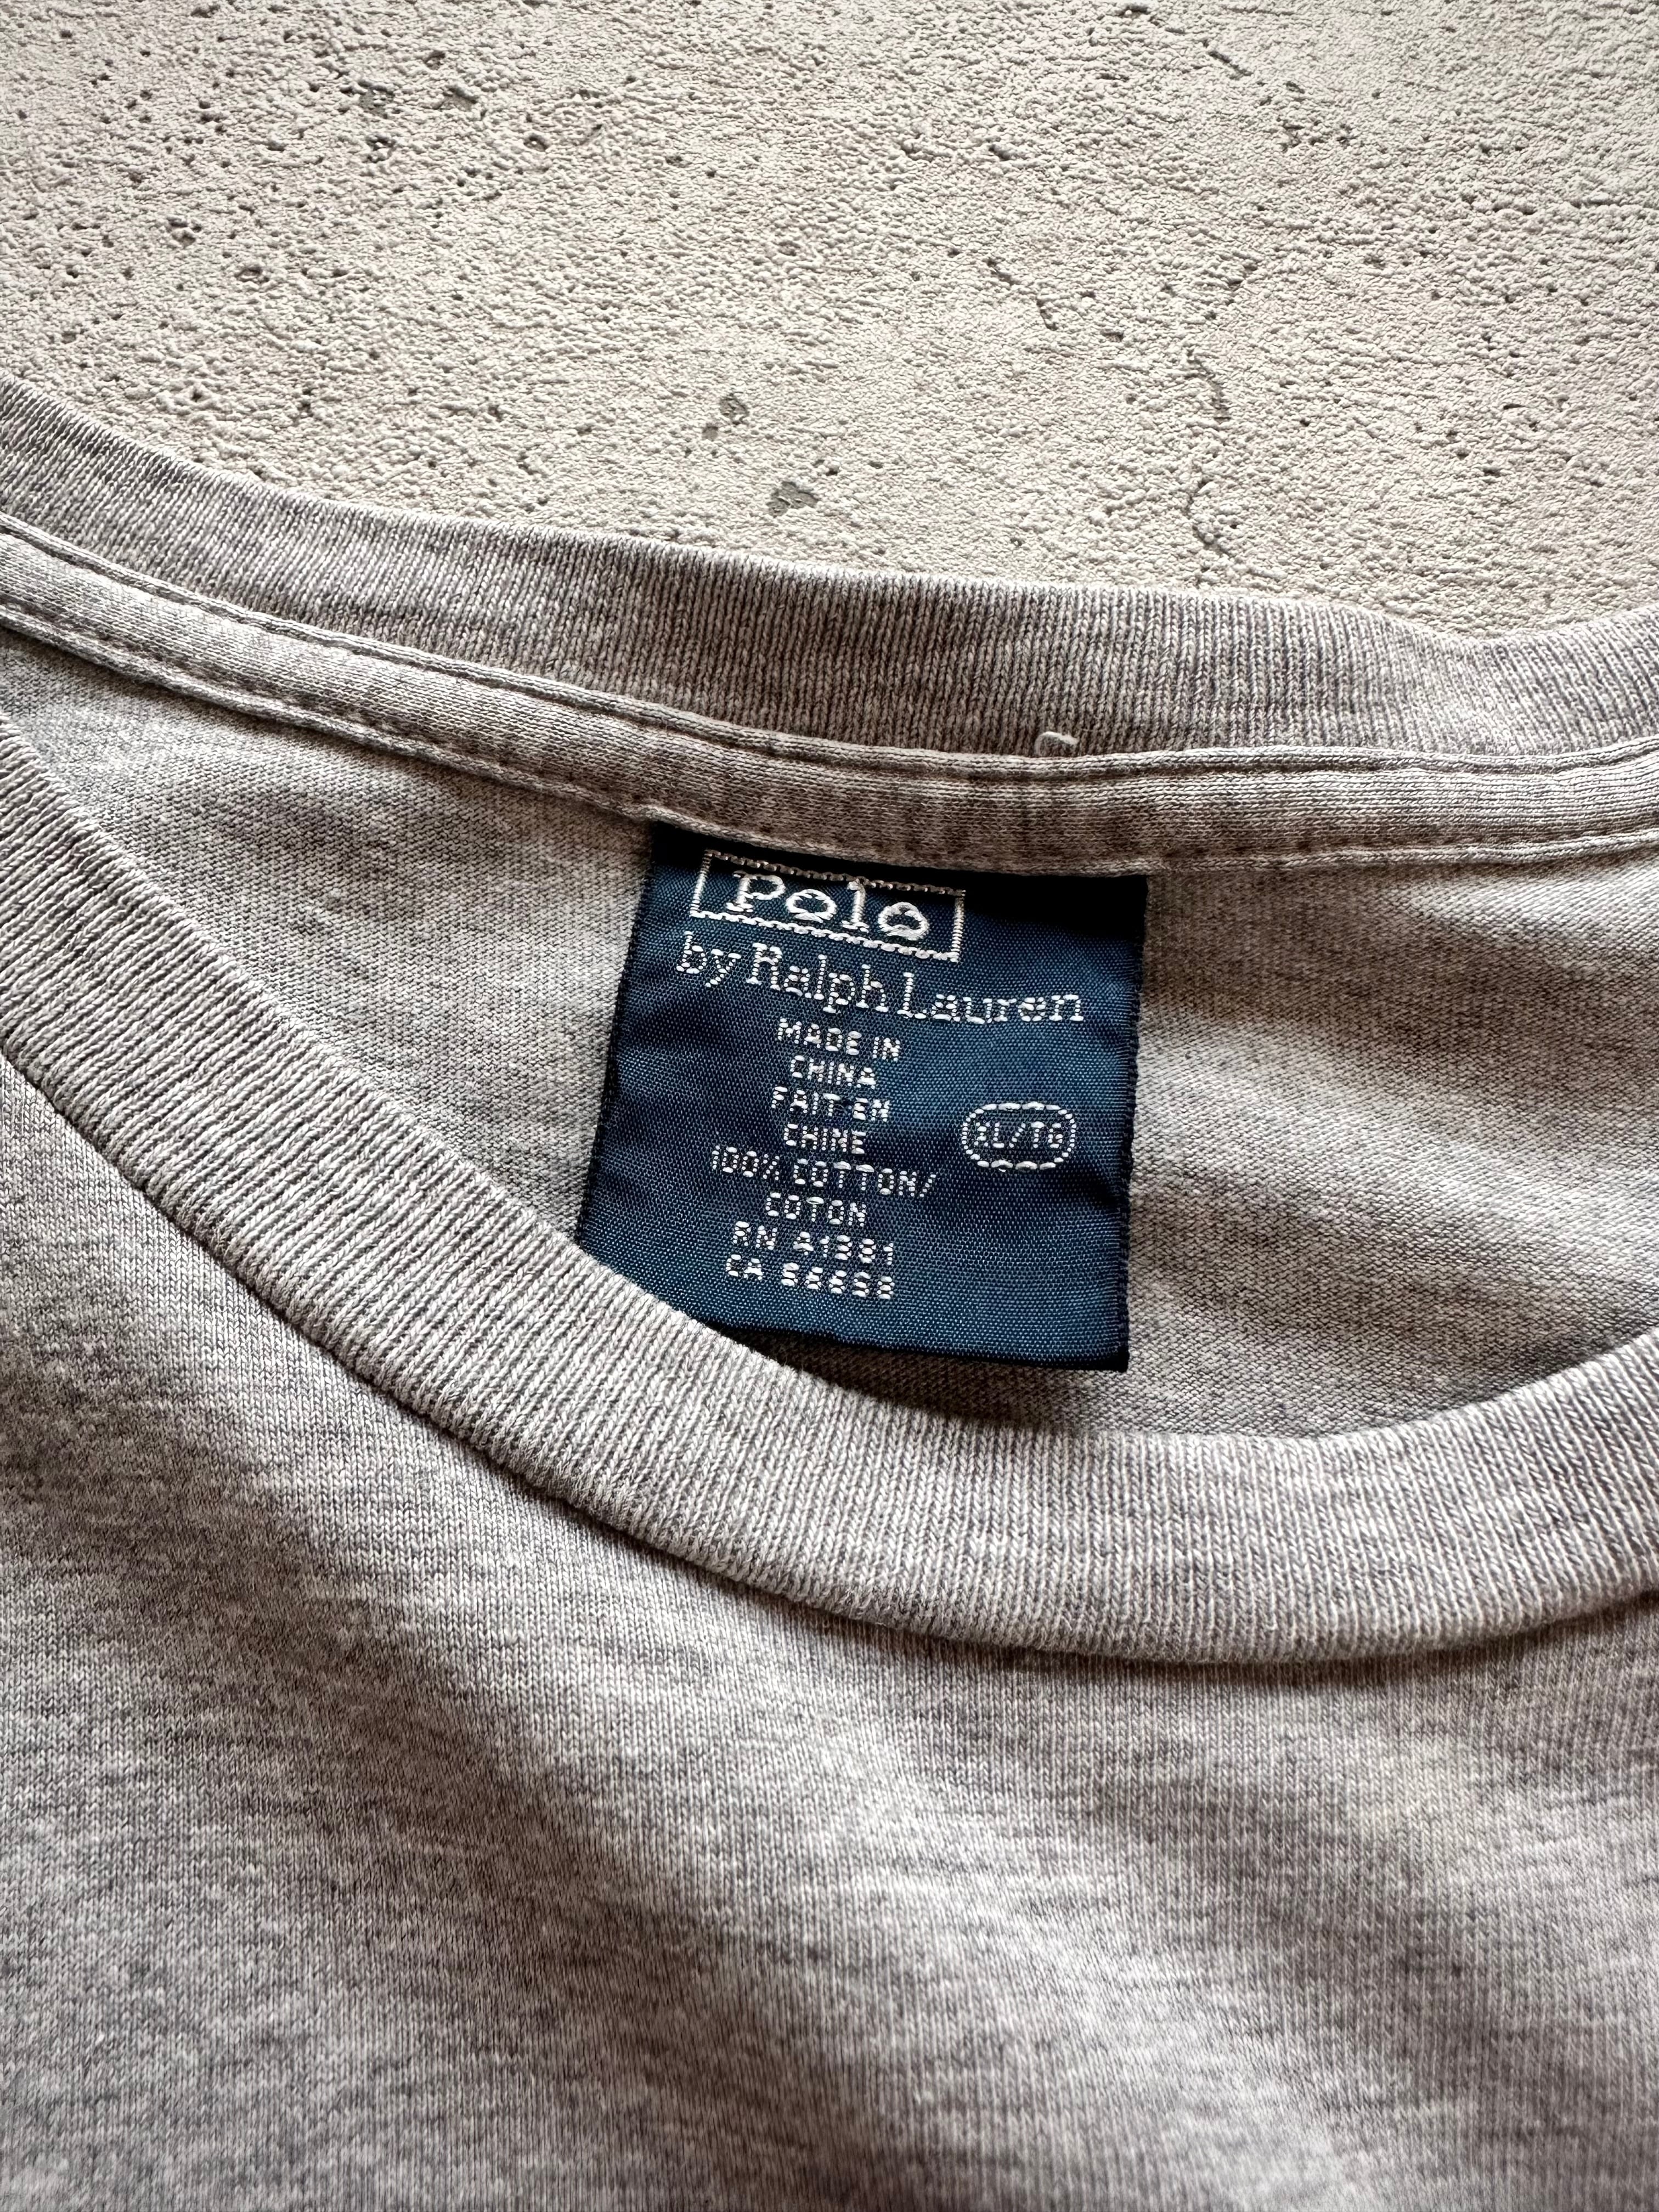 Polo
by Ralph Lauren
MADE IN
CHINA
FAIT EN
CHINE
XL/TG
100% COTTON/
COTON
RN 41381
CA 56658